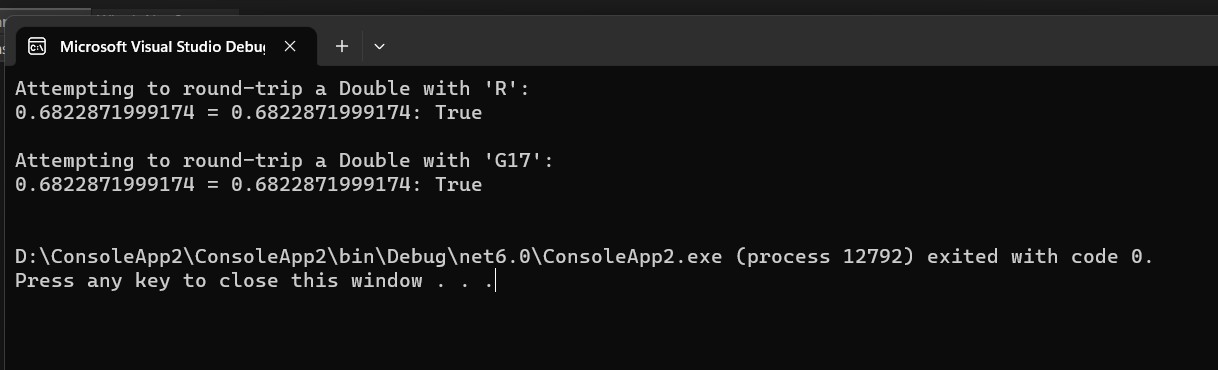 Microsoft Visual Studio Debug
Attempting to round-trip a Double with 'R':
0.6822871999174 = 0.6822871999174: True
Attempting to round-trip a Double with 'G17':
0.6822871999174 = 0.6822871999174: True
D:\ConsoleApp2\ConsoleApp2\bin\Debug\net6.0\ConsoleApp2.exe (process 12792) exited with code 0.
Press any key to close this window . . .